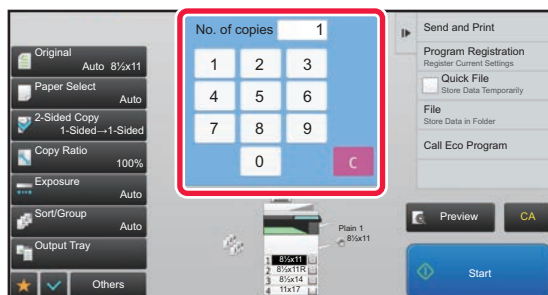 No. of copies 1
1 2 3
4 5 6
7 8 9
0 C
Original
Auto 8½x11
Paper Select
Auto
2-Sided Copy
1-Sided→1-Sided
Copy Ratio
100%
Exposure
Auto
Sort/Group
Auto
Output Tray
Others
Plain 1
8½x11
1 8½x11
2 8½x11R
3 8½x14
4 11x17
Send and Print
Program Registration
Register Current Settings
Quick File
Store Data Temporarily
File
Store Data in Folder
Call Eco Program
Preview
CA
Start